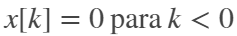 x[k] = 0 para k < 0